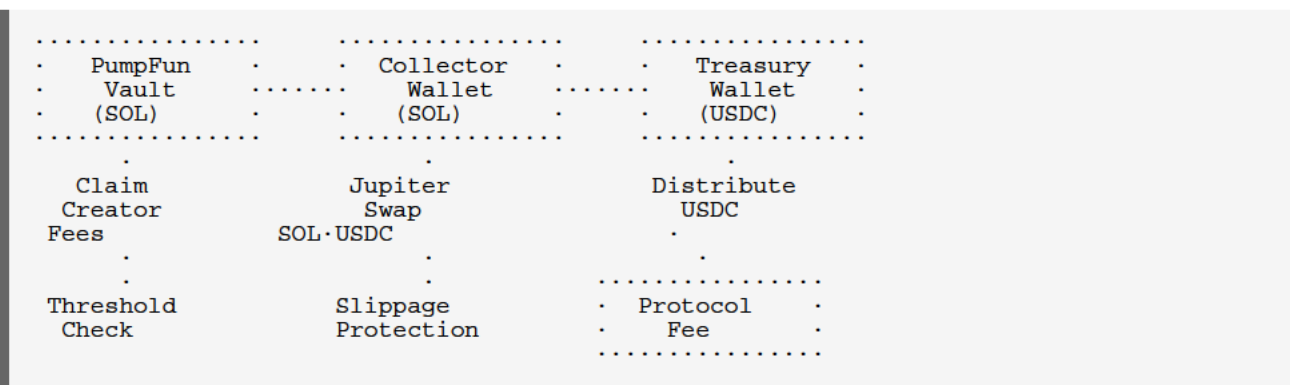 PumpFun Collector Treasury
Vault Wallet Wallet
(SOL) (SOL) (USDC)
Claim Jupiter Distribute
Creator Swap USDC
Fees SOL·USDC
Threshold Slippage Protocol
Check Protection Fee